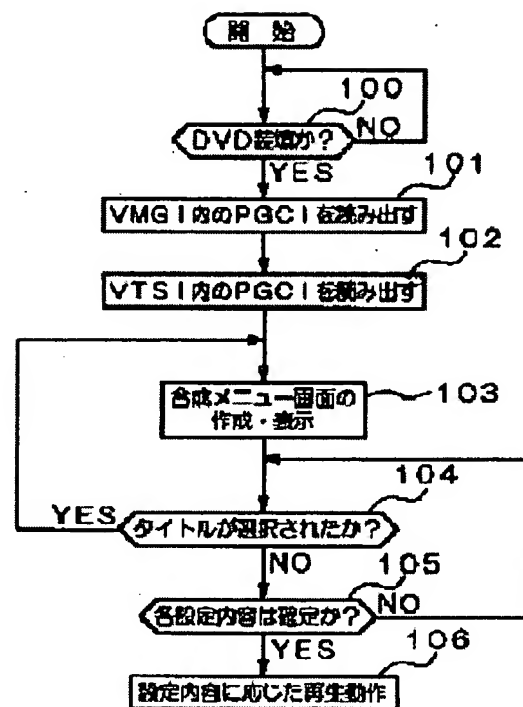 開 始
100
DVD装填か?
NO
YES
101
VMGI内のPGCIを読み出す
102
VTSI内のPGCIを読み出す
合成メニュー画面の
作成・表示
103
104
YES
タイトルが選択されたか?
NO
105
各設定内容は確定か?
NO
YES
106
設定内容に応じた再生動作